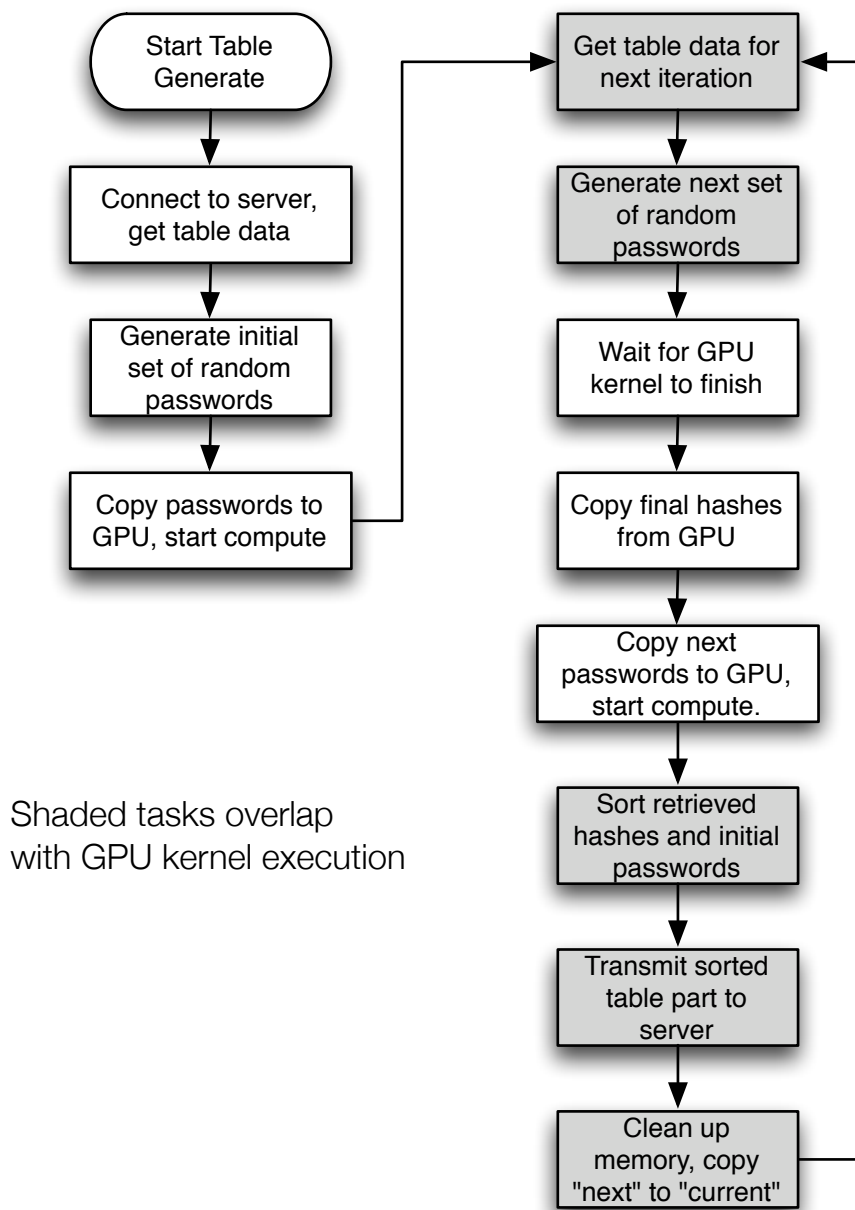 Start Table
Generate
Connect to server,
get table data
Generate initial
set of random
passwords
Copy passwords to
GPU, start compute
Get table data for
next iteration
Generate next set
of random
passwords
Wait for GPU
kernel to finish
Copy final hashes
from GPU
Copy next
passwords to GPU,
start compute.
Sort retrieved
hashes and initial
passwords
Transmit sorted
table part to
server
Clean up
memory, copy
"next" to "current"
Shaded tasks overlap
with GPU kernel execution